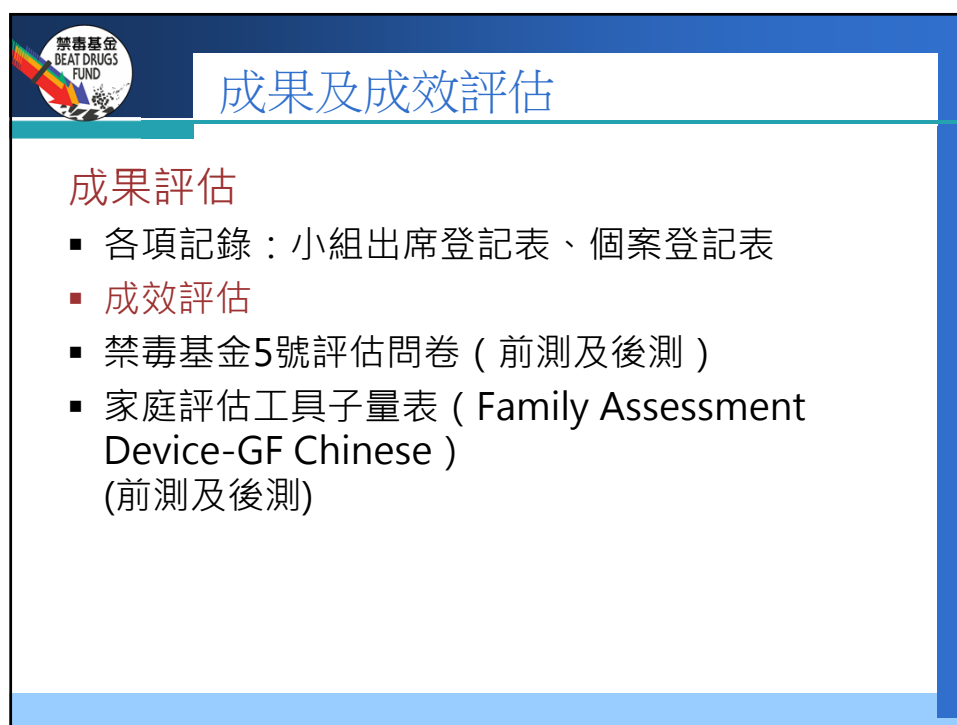 禁毒基金
BEAT DRUGS
FUND
成果及成效評估
成果評估
▪ 各項記錄：小組出席登記表、個案登記表
▪ 成效評估
▪ 禁毒基金5號評估問卷（前測及後測）
▪ 家庭評估工具子量表（Family Assessment
Device-GF Chinese）
(前測及後測)